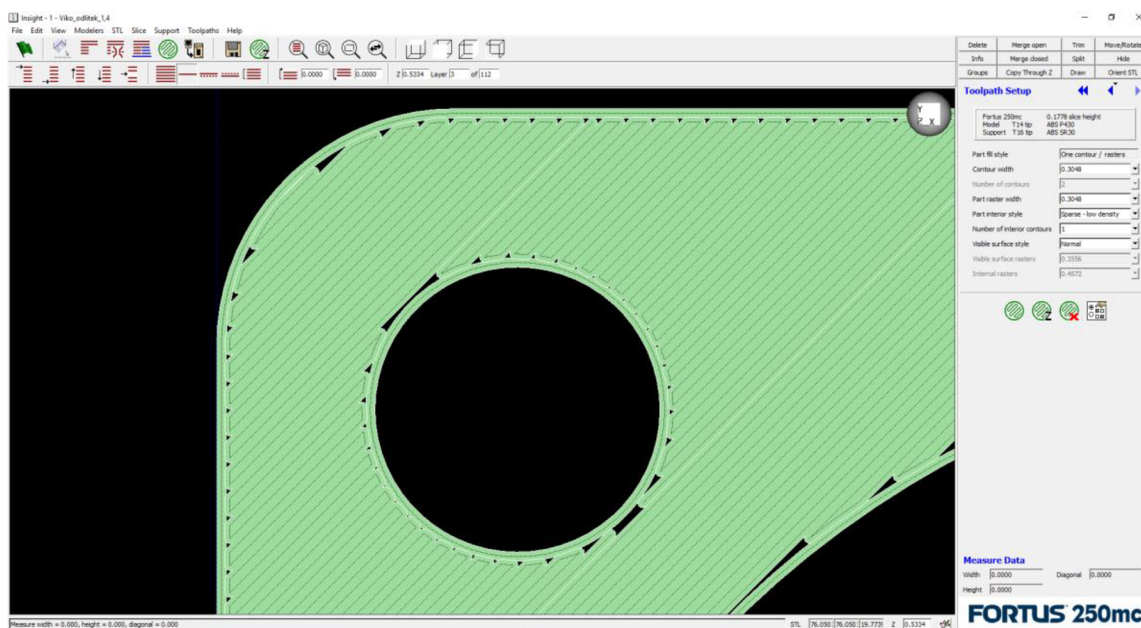 Insight - 1 - Viko_odlitek_1,4
File Edit View Modelers STL Slice Support Toolpaths Help
0.0000 0.0000 Z 0.5334 Layer 3 of 112
Delete Merge open Trim Move/Rotate
Info Merge closed Split Hide
Groups Copy Through Z Draw Orient STL
Toolpath Setup
Fortus 250mc 0.1778 slice height
Model T14 tip ABS P430
Support T16 tip ABS SR30
Part fill style One contour / rasters
Contour width 0.3048
Number of contours 2
Part raster width 0.3048
Part interior style Sparse - low density
Number of interior contours 1
Visible surface style Normal
Visible surface rasters 0.3556
Internal rasters 0.4572
Y
Z X
Measure Data
Width 0.0000 Diagonal 0.0000
Height 0.0000
FORTUS 250mc
Measure width = 0.000, height = 0.000, diagonal = 0.000 STL 76.050 76.050 19.779 Z 0.5334